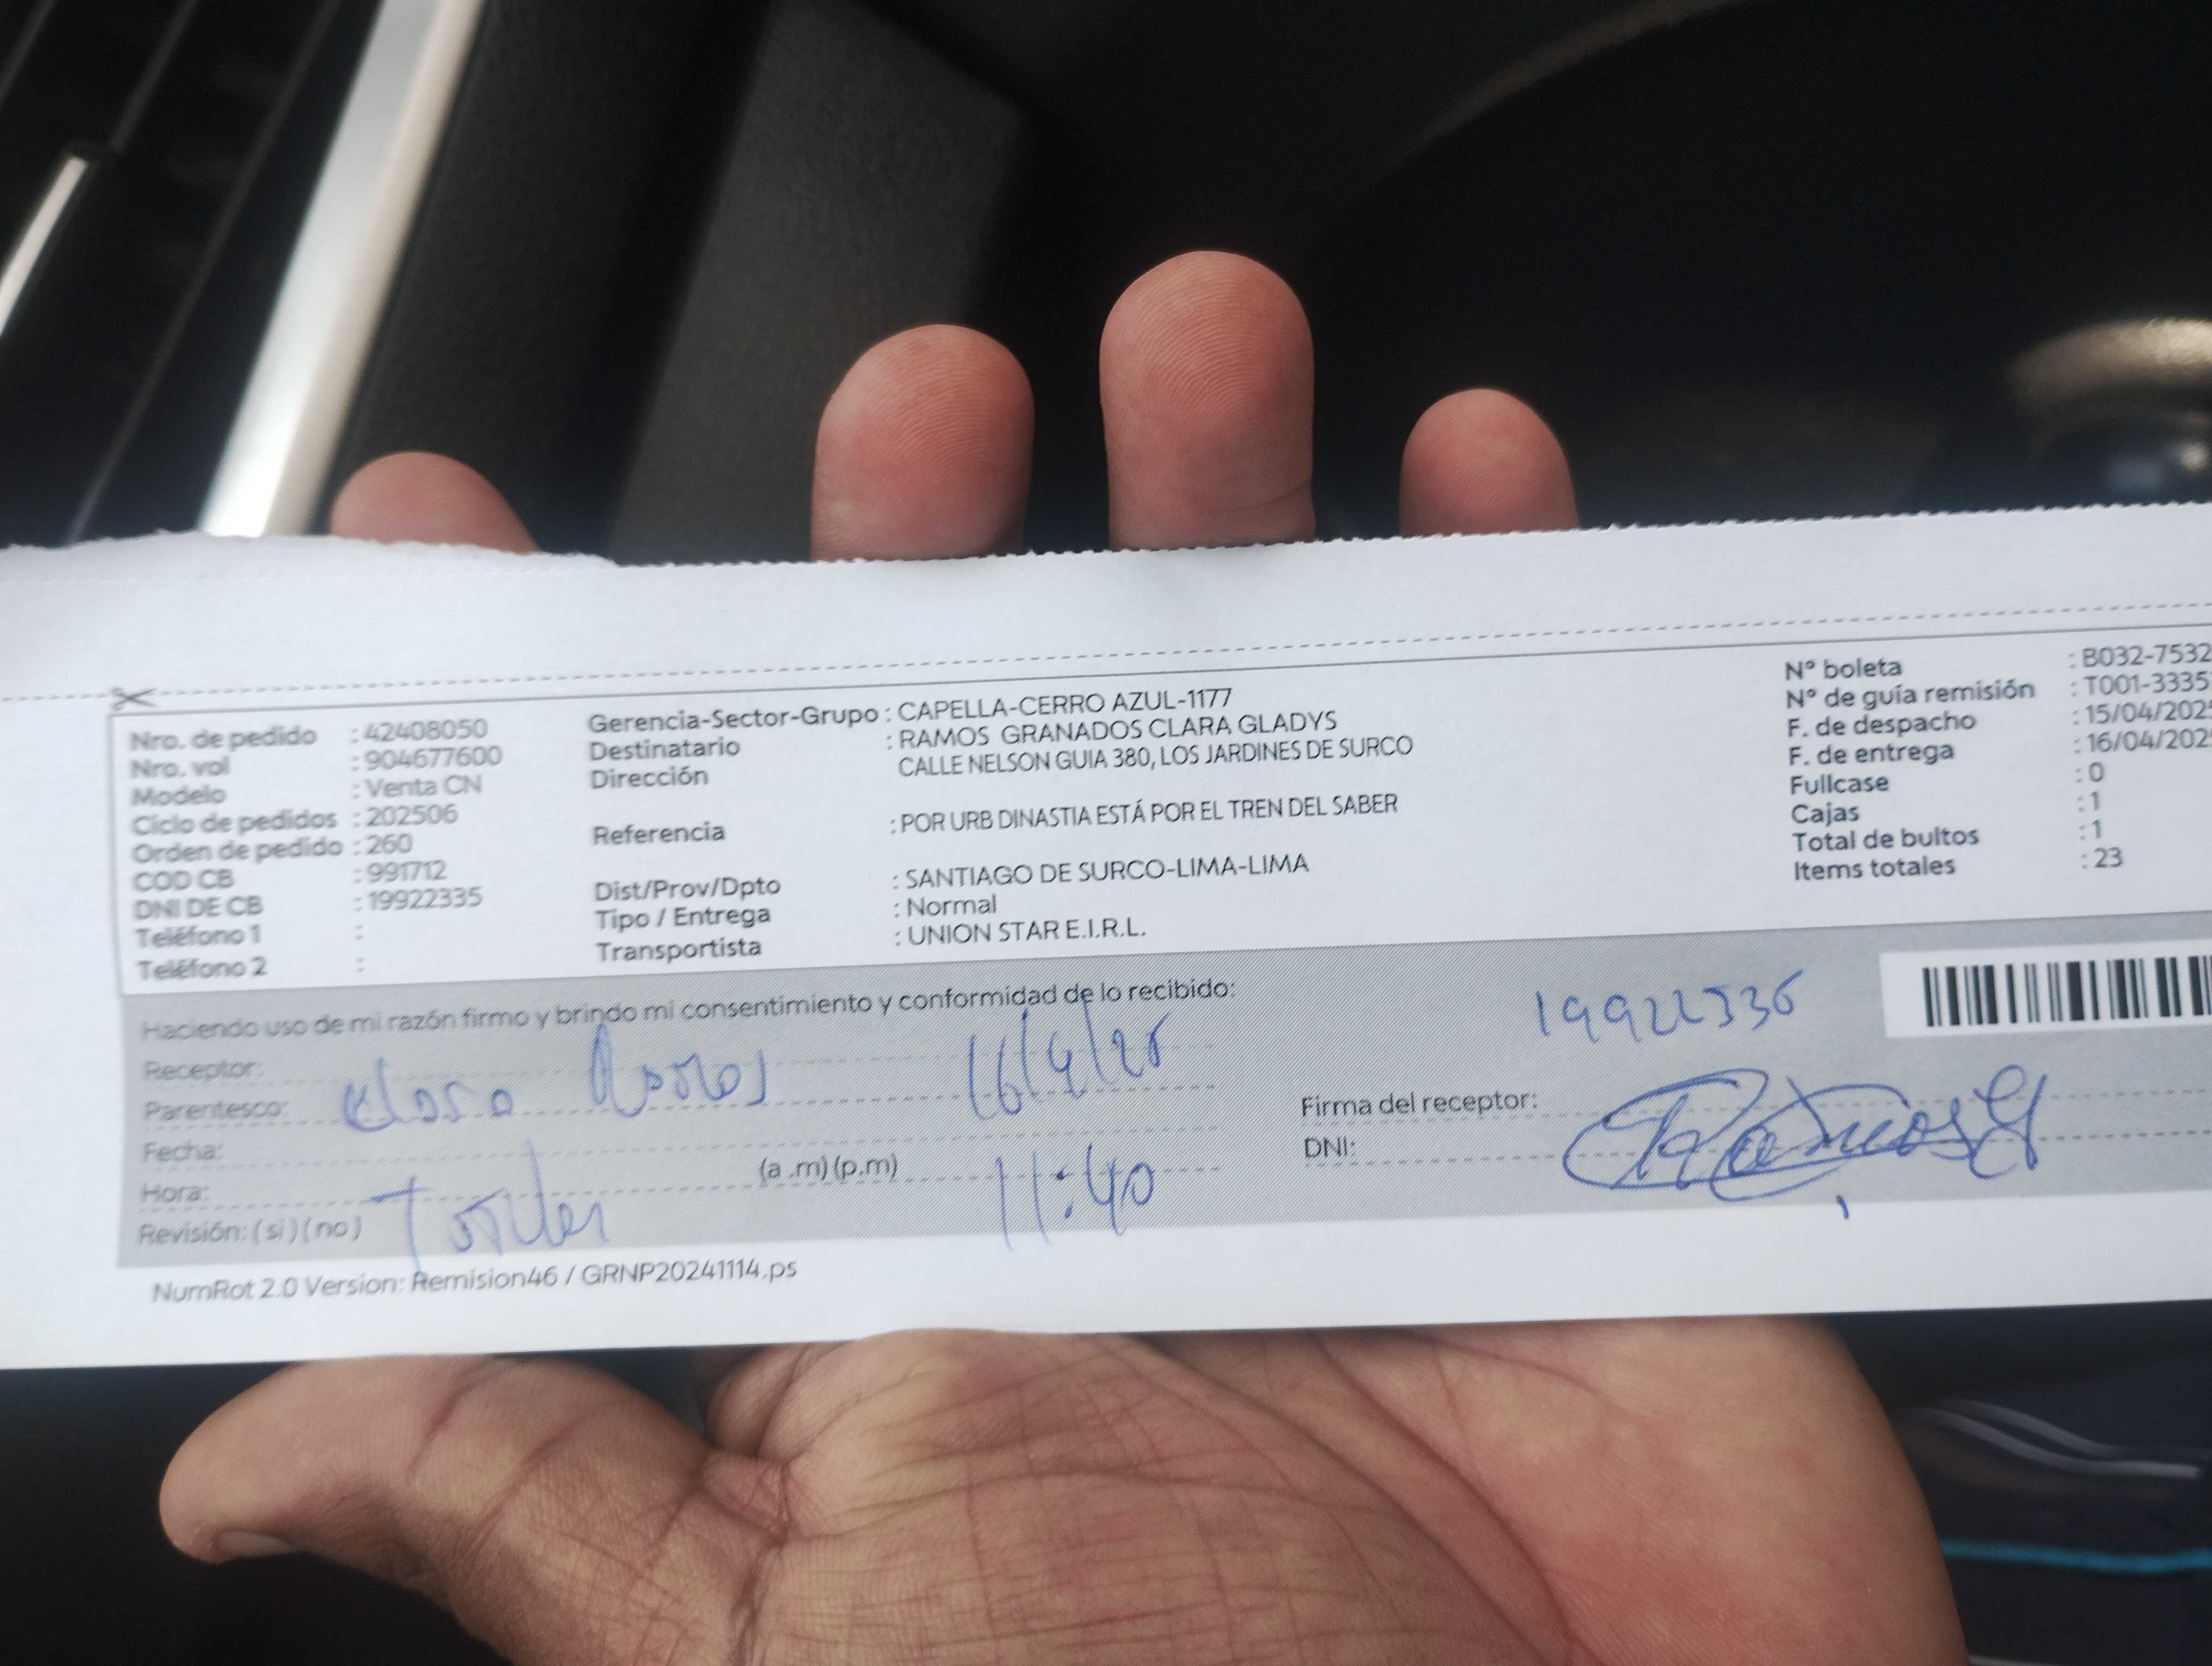 Nro. de pedido : 42408050
Nro. vol : 904677600
Modelo : Venta CN
Ciclo de pedidos : 202506
Orden de pedido : 260
COD CB : 991712
DNI DE CB : 19922335
Teléfono 1 :
Teléfono 2 :
Gerencia-Sector-Grupo : CAPELLA-CERRO AZUL-1177
Destinatario : RAMOS GRANADOS CLARA GLADYS
Dirección CALLE NELSON GUIA 380, LOS JARDINES DE SURCO
Referencia : POR URB DINASTIA ESTÁ POR EL TREN DEL SABER
Dist/Prov/Dpto : SANTIAGO DE SURCO-LIMA-LIMA
Tipo / Entrega : Normal
Transportista : UNION STAR E.I.R.L.
N° boleta : B032-7532
N° de guía remisión : T001-3335
F. de despacho : 15/04/202
F. de entrega : 16/04/202
Fullcase : 0
Cajas : 1
Total de bultos : 1
Items totales : 23
Haciendo uso de mi razón firmo y brindo mi consentimiento y conformidad de lo recibido:
Receptor:
Parentesco:
Fecha: 16/4/25
Hora: (a .m) (p.m) 11:40
Revisión: ( sí ) ( no )
Firma del receptor: Ramos G
DNI:
NumRot 2.0 Version: Remision46 / GRNP20241114.ps